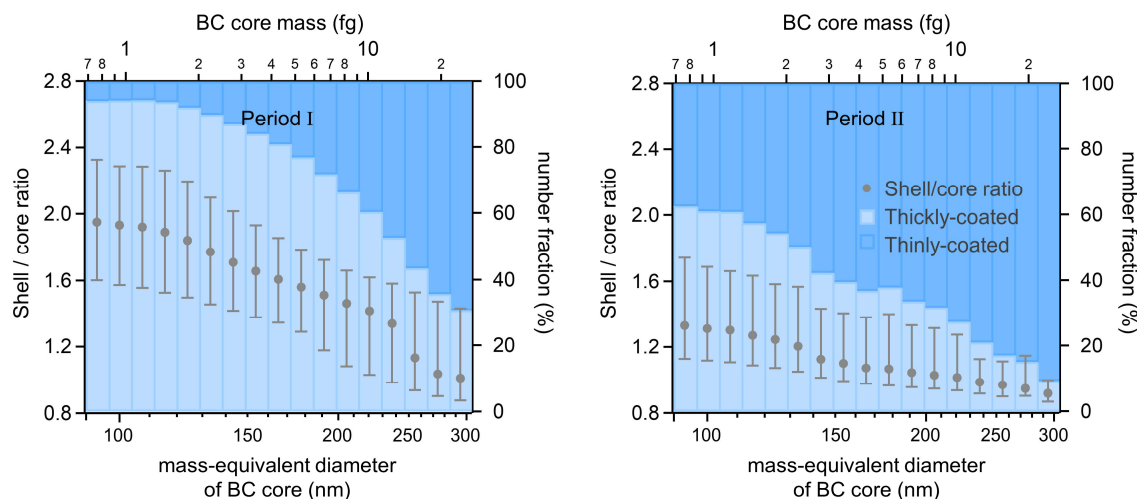 BC core mass (fg)
1 10
7 8 2 3 4 5 6 7 8 2
2.8
2.4
2.0
1.6
1.2
0.8
Shell / core ratio
Period I
100
80
60
40
20
0
number fraction (%)
100 150 200 250 300
mass-equivalent diameter
of BC core (nm)
BC core mass (fg)
1 10
7 8 2 3 4 5 6 7 8 2
2.8
2.4
2.0
1.6
1.2
0.8
Shell / core ratio
Period II
Shell/core ratio
Thickly-coated
Thinly-coated
100
80
60
40
20
0
number fraction (%)
100 150 200 250 300
mass-equivalent diameter
of BC core (nm)